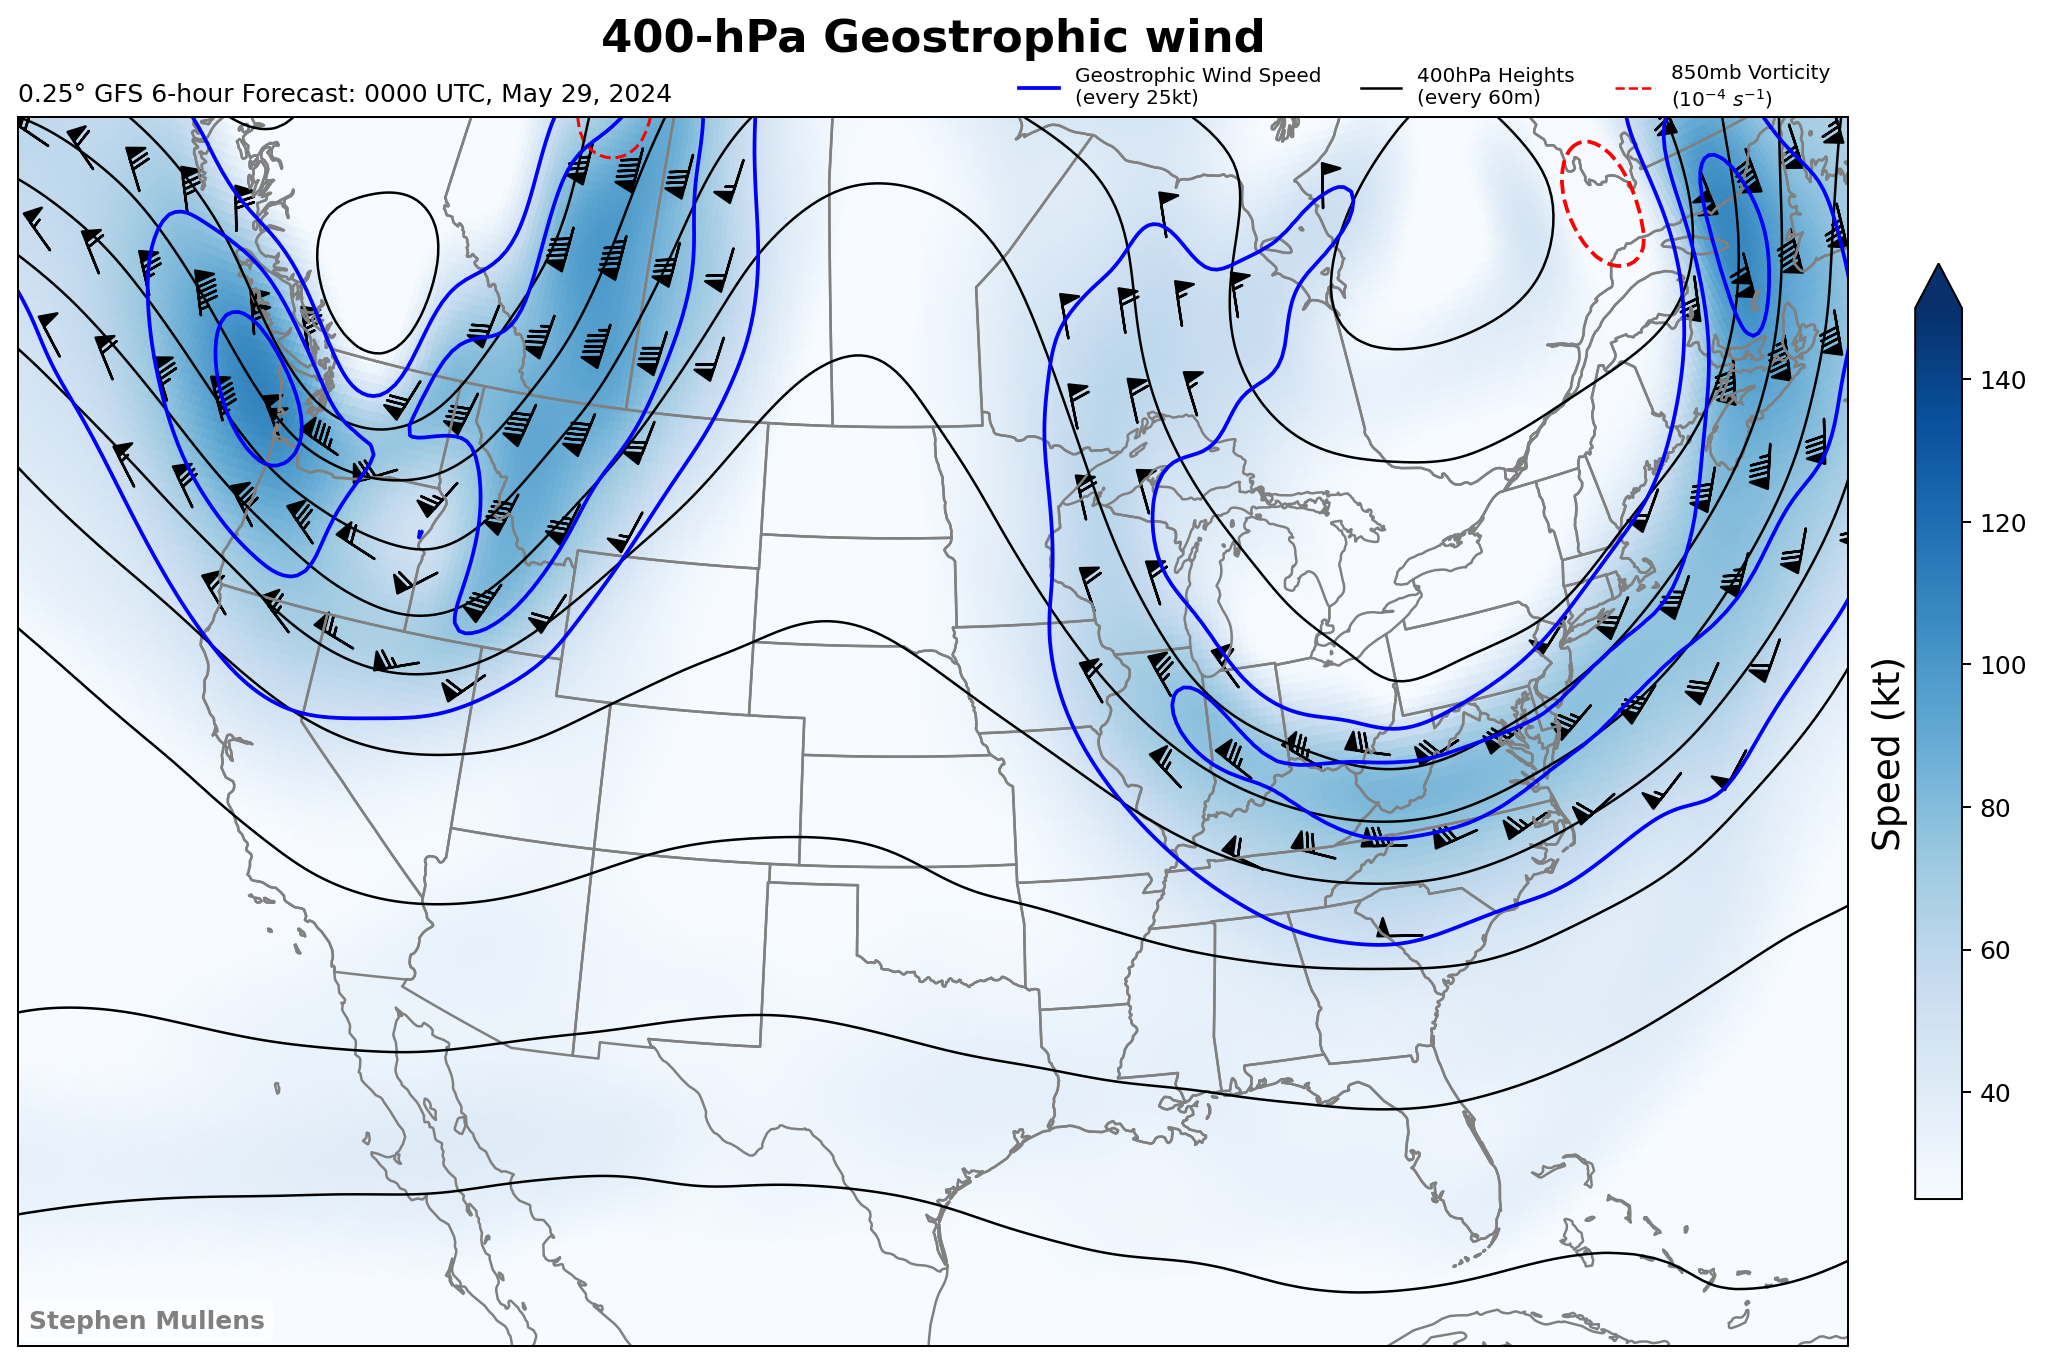 400-hPa Geostrophic wind
0.25° GFS 6-hour Forecast: 0000 UTC, May 29, 2024
Geostrophic Wind Speed
(every 25kt)
400hPa Heights
(every 60m)
850mb Vorticity
(10⁻⁴ s⁻¹)
140
120
100
80
60
40
Speed (kt)
Stephen Mullens